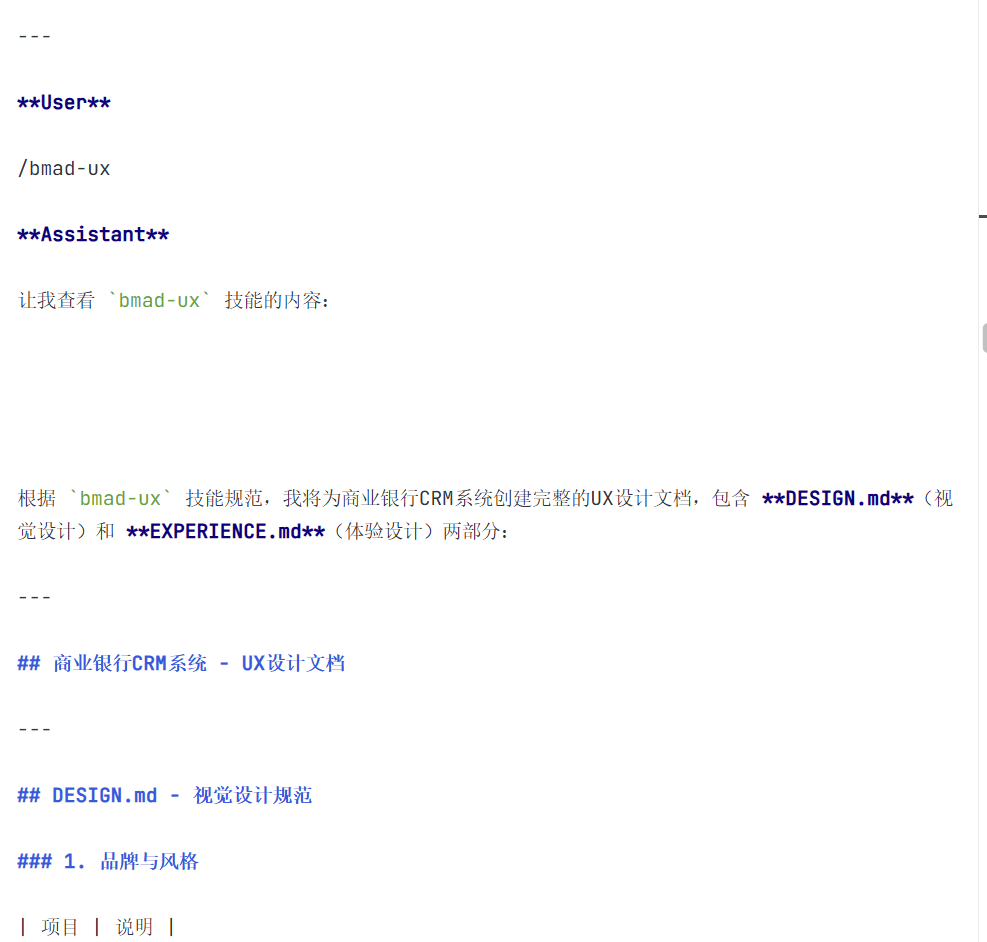 ---
**User**
/bmad-ux
**Assistant**
让我查看 `bmad-ux` 技能的内容：
根据 `bmad-ux` 技能规范，我将为商业银行CRM系统创建完整的UX设计文档，包含 **DESIGN.md**（视
觉设计）和 **EXPERIENCE.md**（体验设计）两部分：
---
## 商业银行CRM系统 - UX设计文档
---
## DESIGN.md - 视觉设计规范
### 1. 品牌与风格
| 项目 | 说明 |